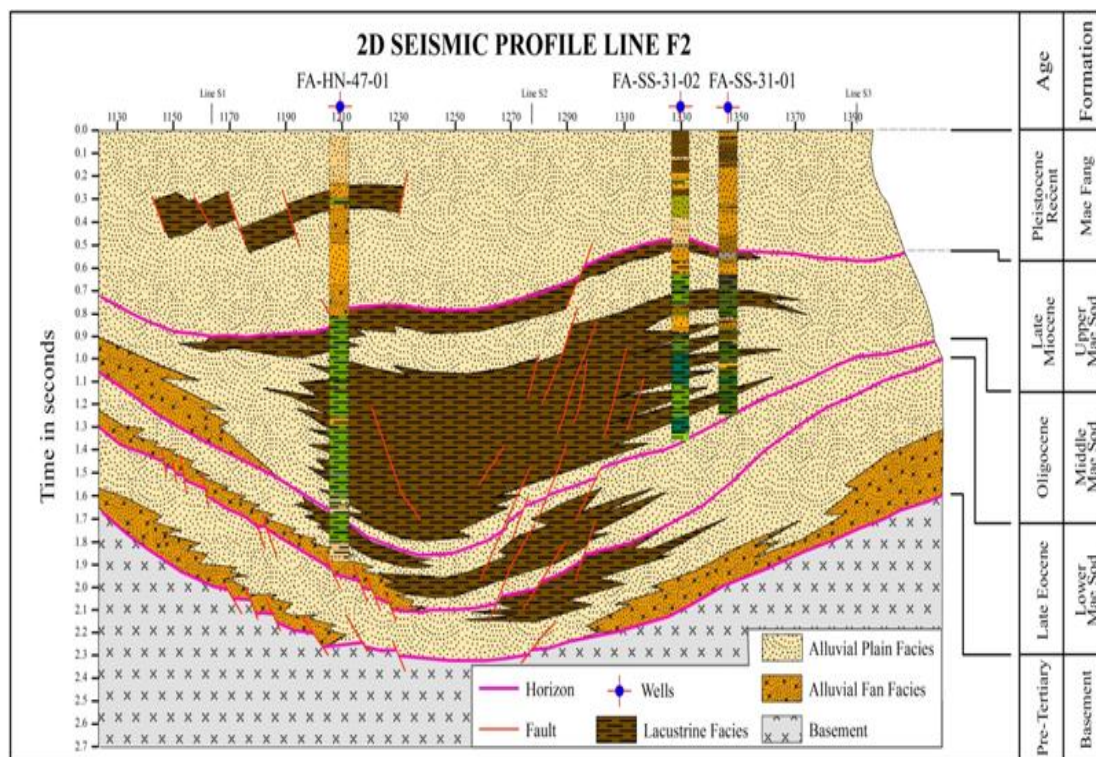 2D SEISMIC PROFILE LINE F2
FA-HN-47-01
FA-SS-31-02
FA-SS-31-01
Line S1
Line S2
Line S3
1130 1150 1170 1190 1210 1230 1250 1270 1290 1310 1330 1350 1370 1390
Time in seconds
0.0
0.1
0.2
0.3
0.4
0.5
0.6
0.7
0.8
0.9
1.0
1.1
1.2
1.3
1.4
1.5
1.6
1.7
1.8
1.9
2.0
2.1
2.2
2.3
2.4
2.5
2.6
2.7
Horizon
Wells
Fault
Lacustrine Facies
Alluvial Plain Facies
Alluvial Fan Facies
Basement
Age
Formation
Pleistocene
Recent
Mae Fang
Late
Miocene
Upper
Mae Sod
Oligocene
Middle
Mae Sod
Late Eocene
Lower
Mae Sod
Pre-Tertiary
Basement